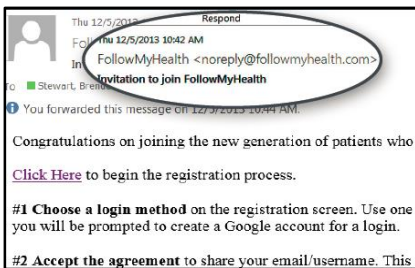 Respond
Thu 12/5/2013
Thu 12/5/2013 10:42 AM
FollowMyHealth <noreply@followmyhealth.com>
Invitation to join FollowMyHealth
Stewart,
You forwarded this message on 12/5/2013 10:44 AM.
Congratulations on joining the new generation of patients who
Click Here to begin the registration process.
#1 Choose a login method on the registration screen. Use one
you will be prompted to create a Google account for a login.
#2 Accept the agreement to share your email/username. This